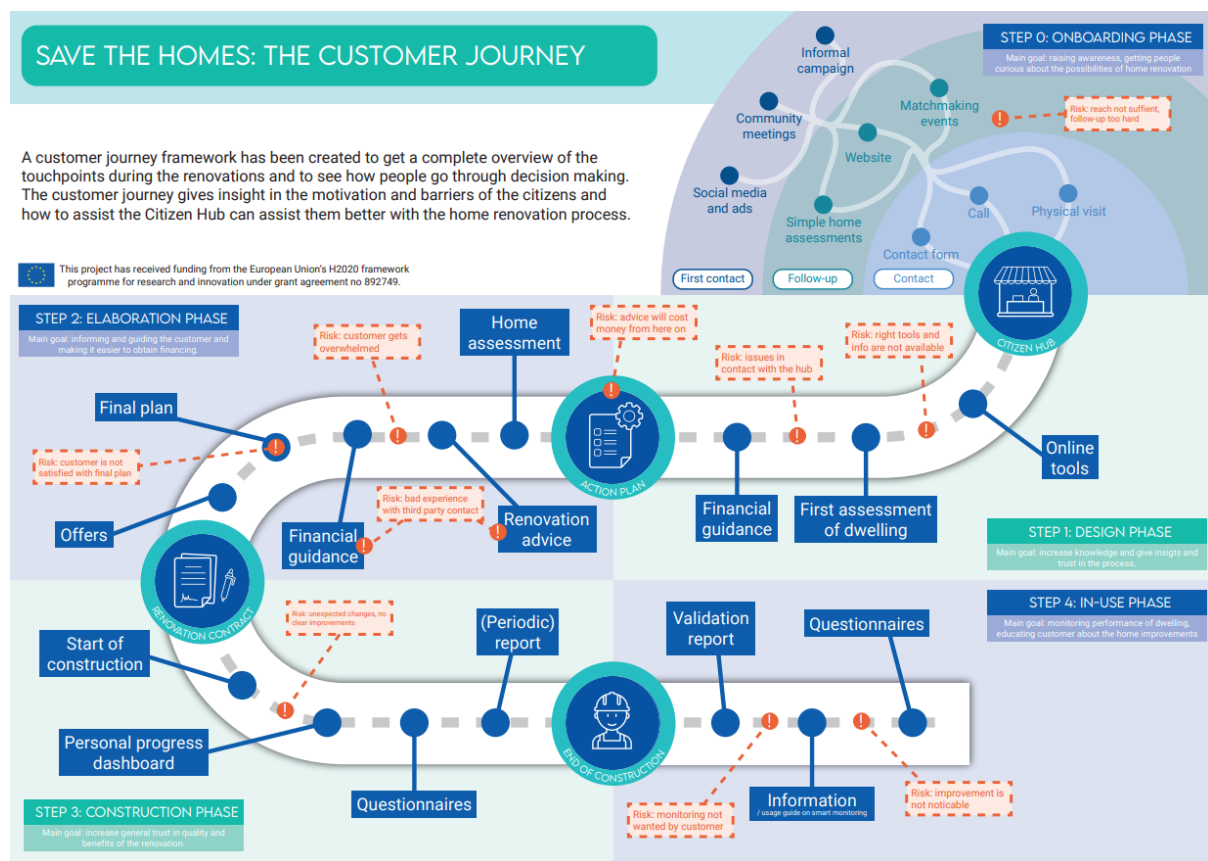 SAVE THE HOMES: THE CUSTOMER JOURNEY
A customer journey framework has been created to get a complete overview of the
touchpoints during the renovations and to see how people go through decision making.
The customer journey gives insight in the motivation and barriers of the citizens and
how to assist the Citizen Hub can assist them better with the home renovation process.
This project has received funding from the European Union's H2020 framework
programme for research and innovation under grant agreement no 892749.
STEP 0: ONBOARDING PHASE
Main goal: raising awareness, getting people
curious about the possibilities of home renovation
Informal
campaign
Community
meetings
Social media
and ads
Matchmaking
events
Website
Simple home
assessments
Risk: reach not suffient,
follow-up too hard
Call
Physical visit
Contact form
First contact
Follow-up
Contact
CITIZEN HUB
STEP 2: ELABORATION PHASE
Main goal: informing and guiding the customer and
making it easier to obtain financing.
Risk: customer gets
overwhelmed
Home
assessment
Risk: advice will cost
money from here on
Risk: issues in
contact with the hub
Risk: right tools and
info are not available
Final plan
Risk: customer is not
satisfied with final plan
Offers
Financial
guidance
Risk: bad experience
with third party contact
Renovation
advice
ACTION PLAN
Financial
guidance
First assessment
of dwelling
Online
tools
STEP 1: DESIGN PHASE
Main goal: increase knowledge and give insigts and
trust in the process.
RENOVATION CONTRACT
Start of
construction
Risk: unexpected changes, no
clear improvements
(Periodic)
report
Validation
report
Questionnaires
STEP 4: IN-USE PHASE
Main goal: monitoring performance of dwelling,
educating customer about the home improvements
Personal progress
dashboard
Questionnaires
END OF CONSTRUCTION
Risk: monitoring not
wanted by customer
Information
/ usage guide on smart monitoring
Risk: improvement is
not noticable
STEP 3: CONSTRUCTION PHASE
Main goal: increase general trust in quality and
benefits of the renovation.